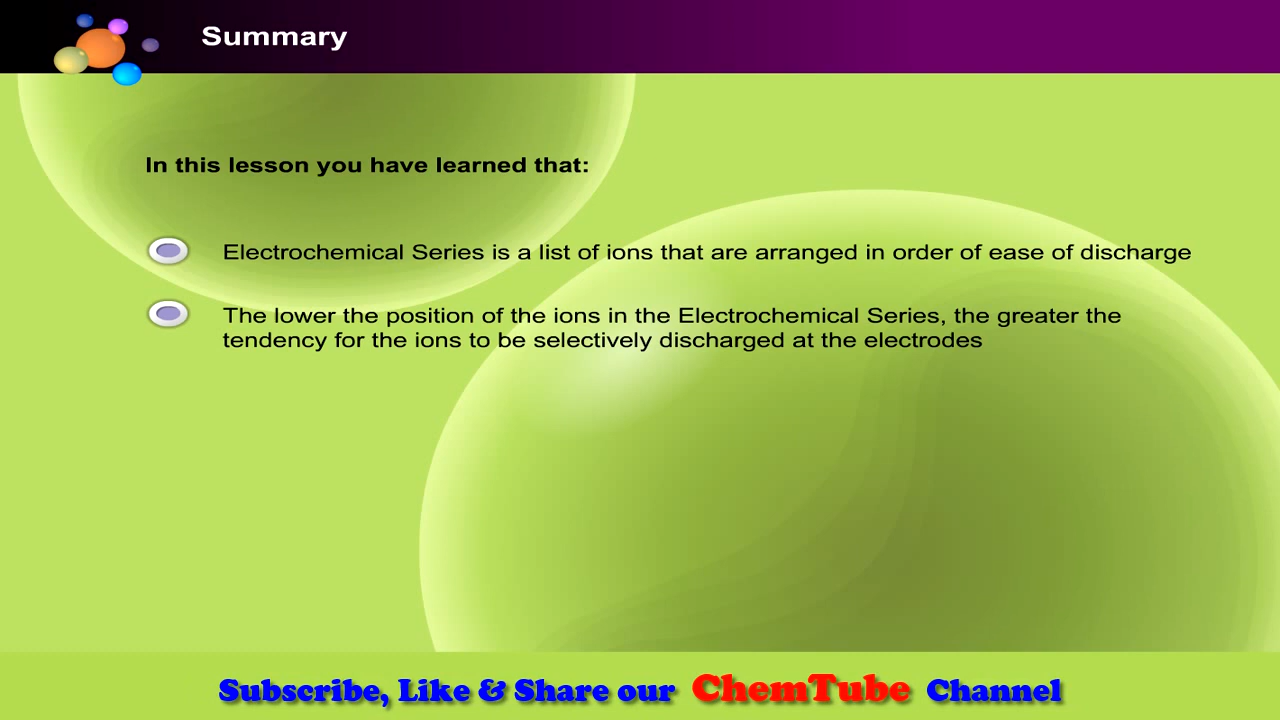 Summary
In this lesson you have learned that:
Electrochemical Series is a list of ions that are arranged in order of ease of discharge
The lower the position of the ions in the Electrochemical Series, the greater the
tendency for the ions to be selectively discharged at the electrodes
Subscribe, Like & Share our ChemTube Channel